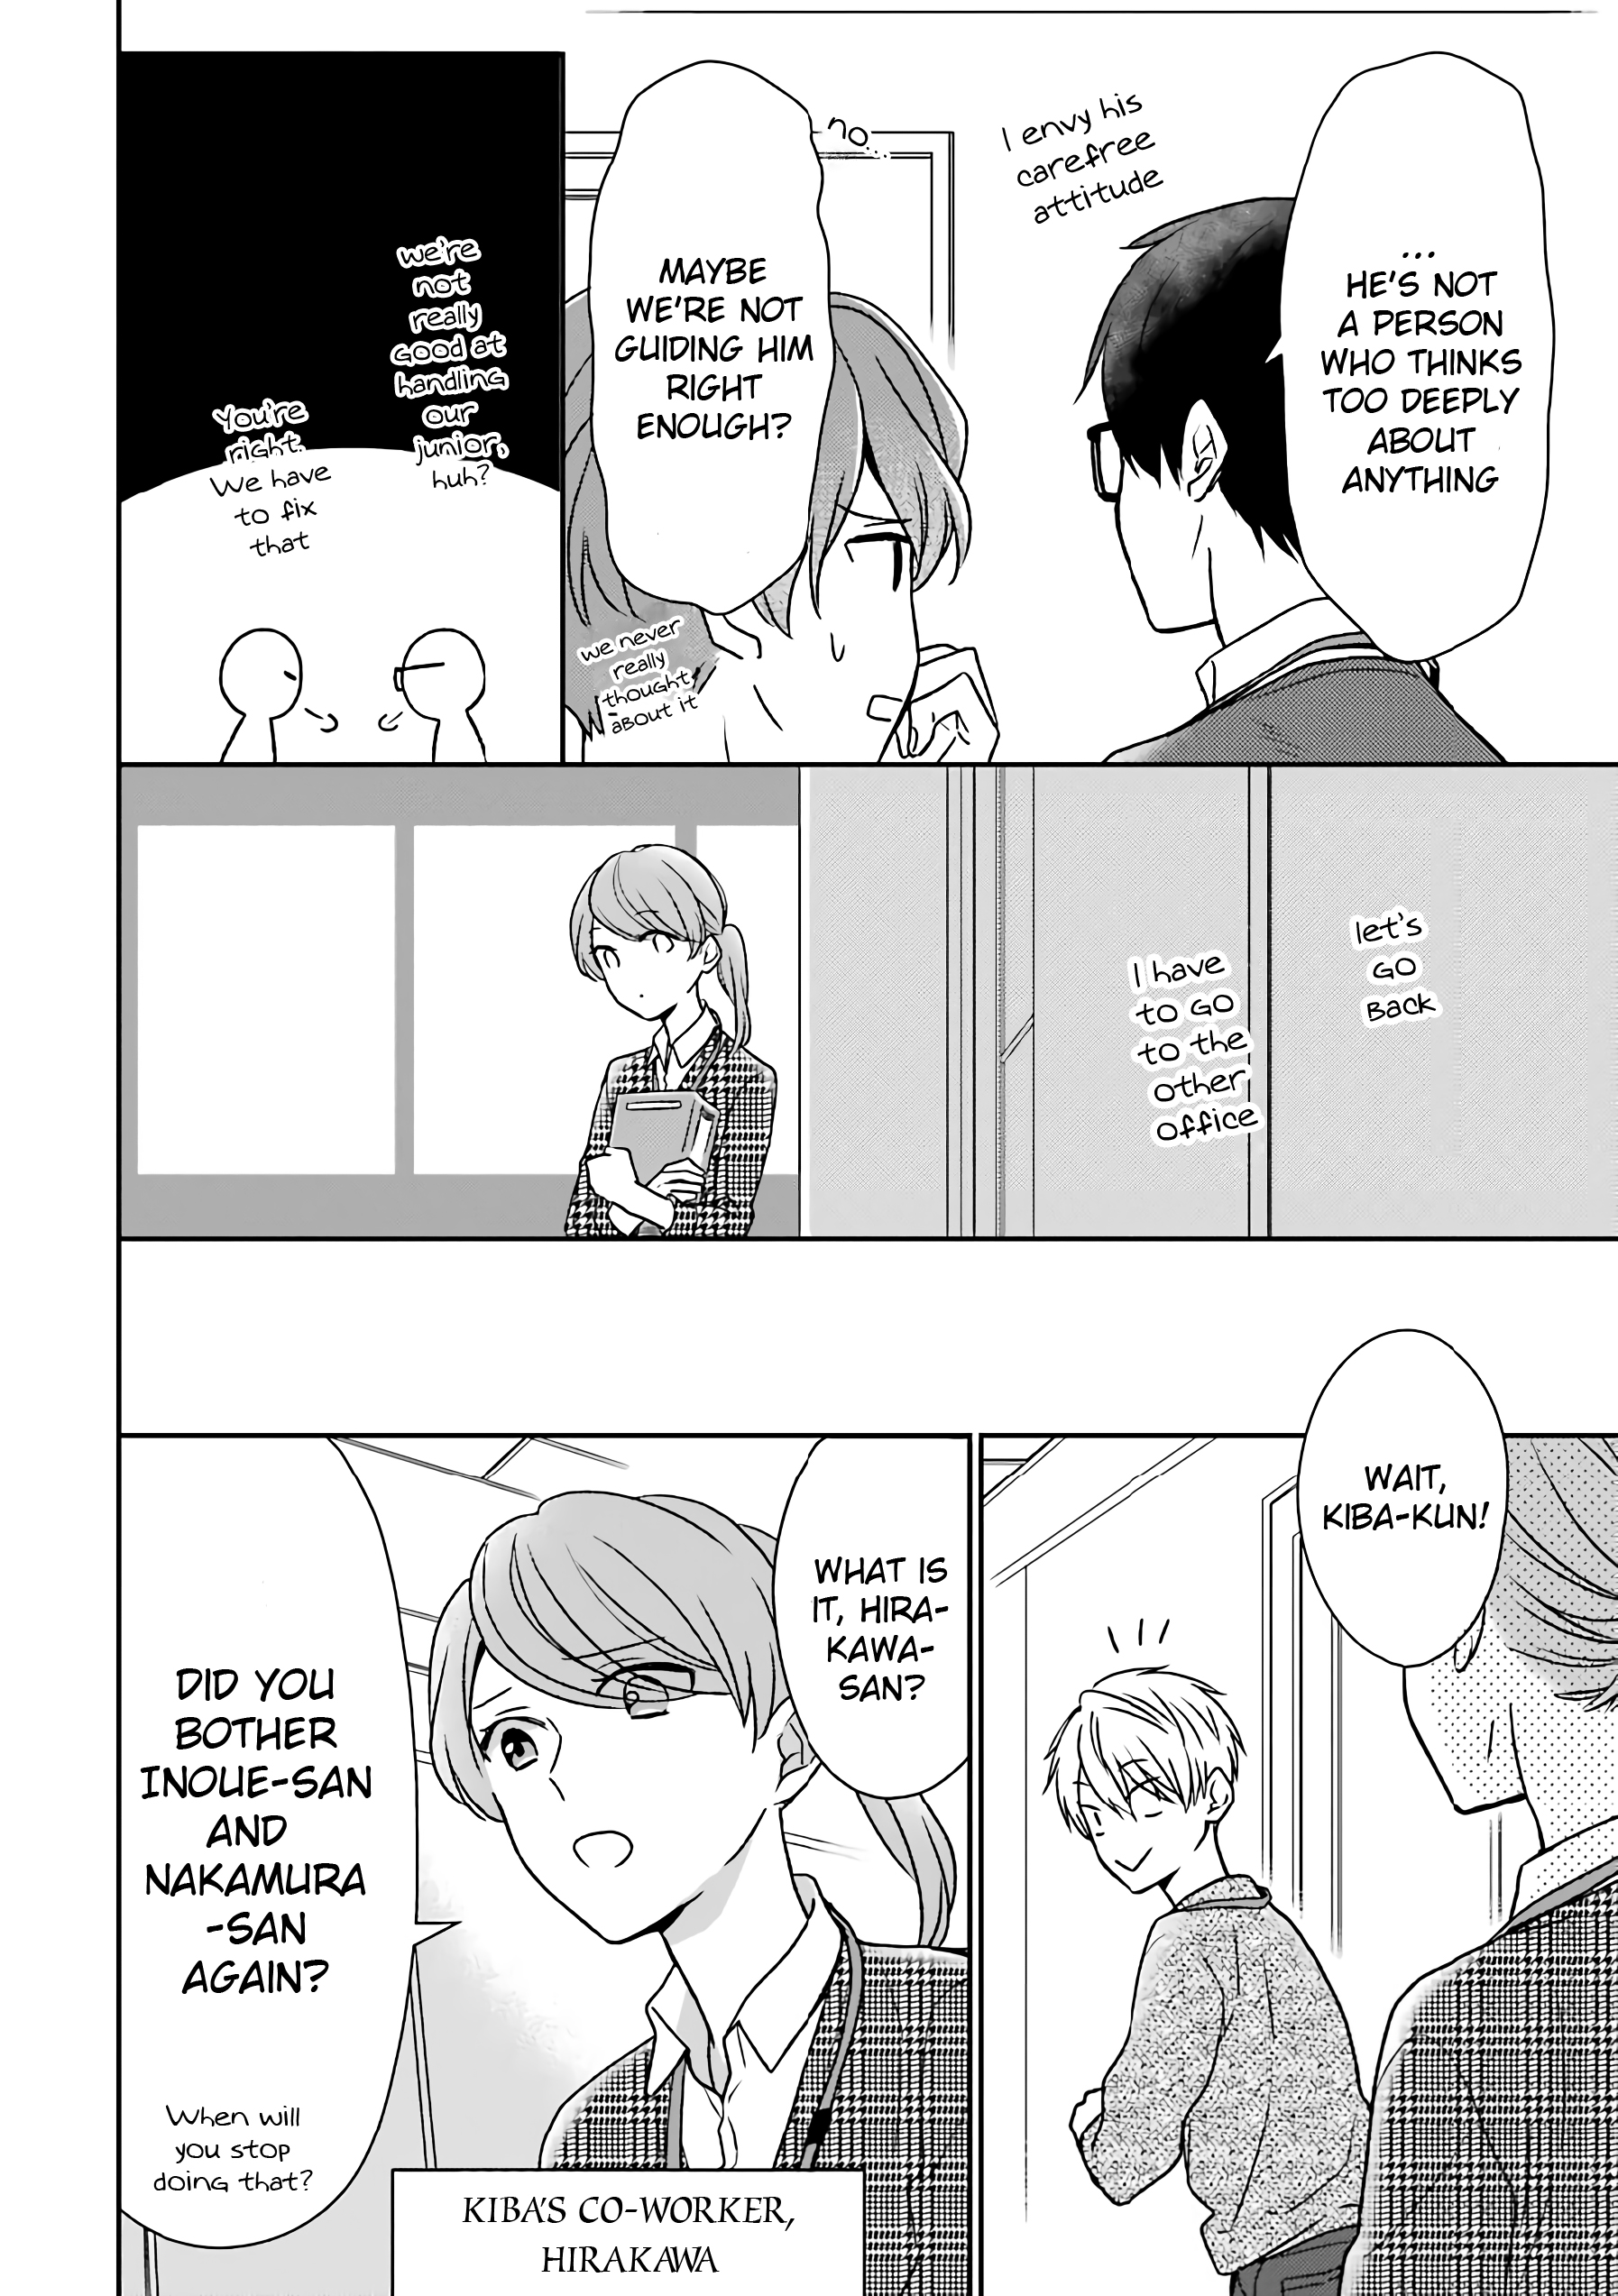 ...
HE'S NOT
A PERSON
WHO THINKS
TOO DEEPLY
ABOUT
ANYTHING
I envy his
carefree
attitude
no...
MAYBE
WE'RE NOT
GUIDING HIM
RIGHT
ENOUGH?
we never
really
thought
about it
we're
not
really
good at
handling
our
junior,
huh?
You're
right.
We have
to fix
that
let's
go
back
I have
to go
to the
other
office
WAIT,
KIBA-KUN!
WHAT IS
IT, HIRA-
KAWA-
SAN?
DID YOU
BOTHER
INOUE-SAN
AND
NAKAMURA
-SAN
AGAIN?
When will
you stop
doing that?
KIBA'S CO-WORKER,
HIRAKAWA